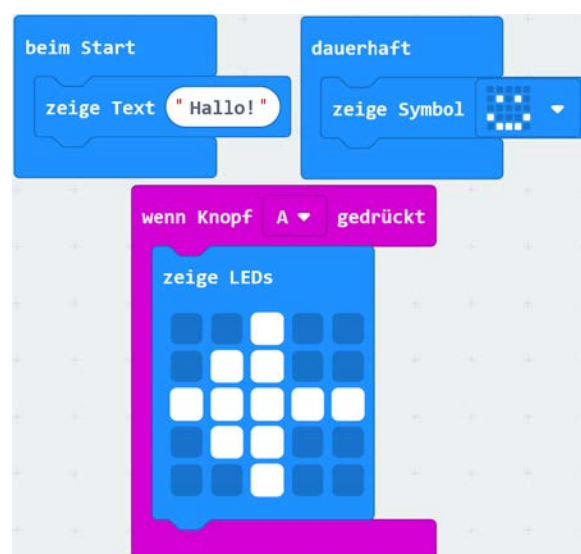 beim Start
zeige Text "Hallo!"
dauerhaft
zeige Symbol
wenn Knopf A gedrückt
zeige LEDs